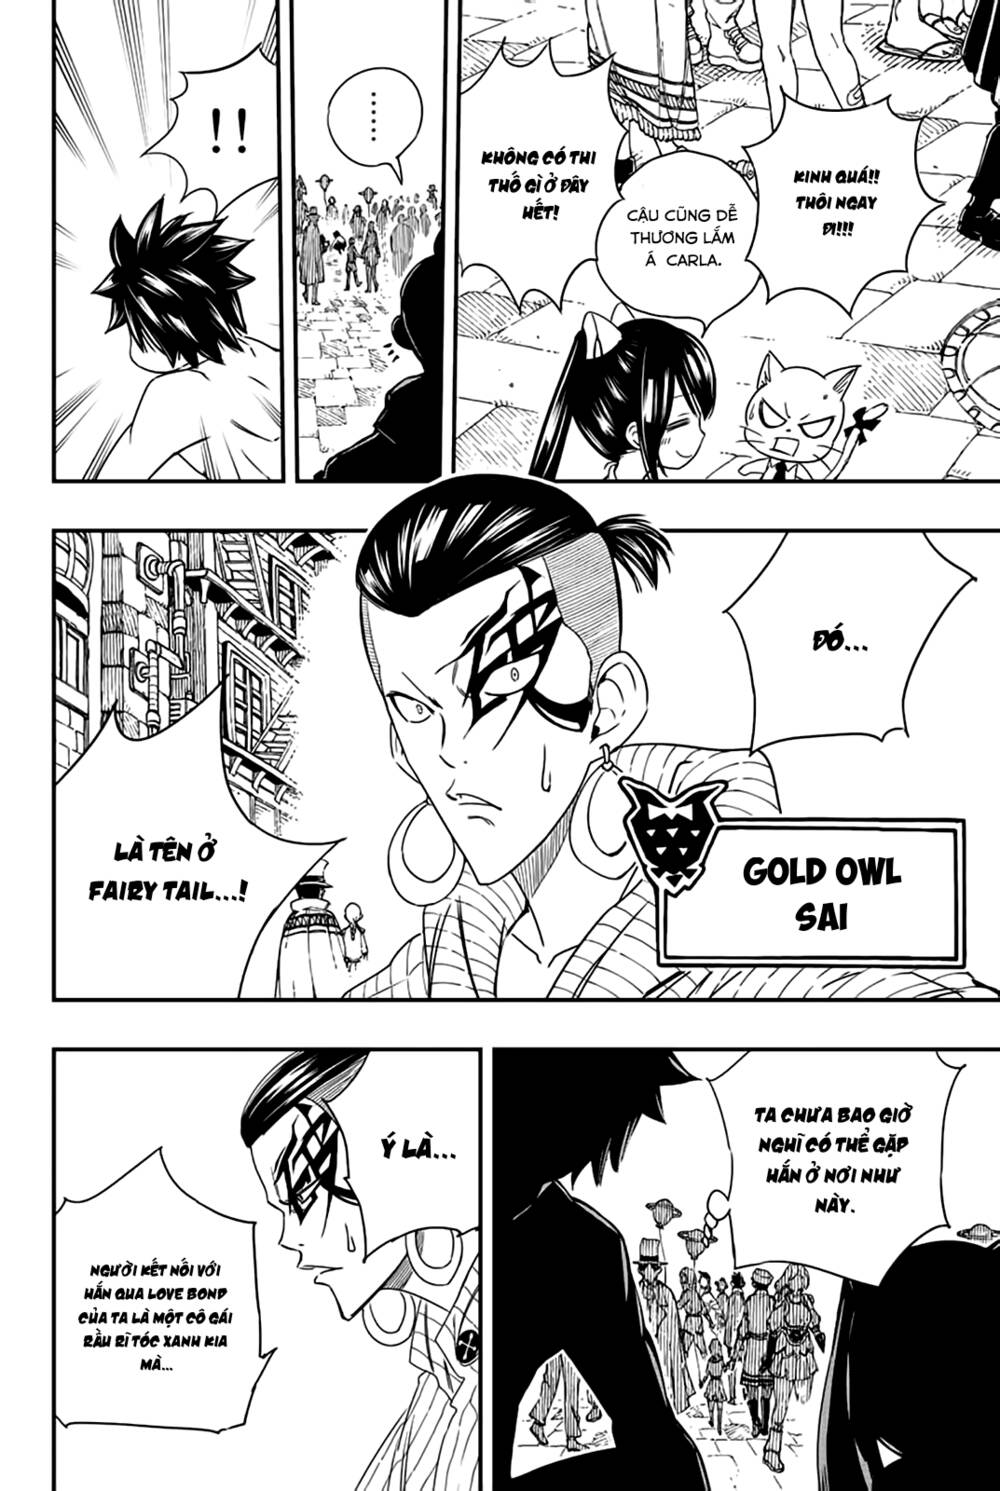 KINH QUÁ!!
THÔI NGAY
ĐI!!!
CẬU CŨNG DỄ
THƯƠNG LẮM
Á CARLA.
KHÔNG CÓ THI
THỐ GÌ Ở ĐÂY
HẾT!
......
!!
ĐÓ...
LÀ TÊN Ở
FAIRY TAIL...!
GOLD OWL
SAI
TA CHƯA BAO GIỜ
NGHĨ CÓ THỂ GẶP
HẮN Ở NƠI NHƯ
NÀY.
Ý LÀ...
NGƯỜI KẾT NỐI VỚI
HẮN QUA LOVE BOND
CỦA TA LÀ MỘT CÔ GÁI
RẦU RĨ TÓC XANH KIA
MÀ...